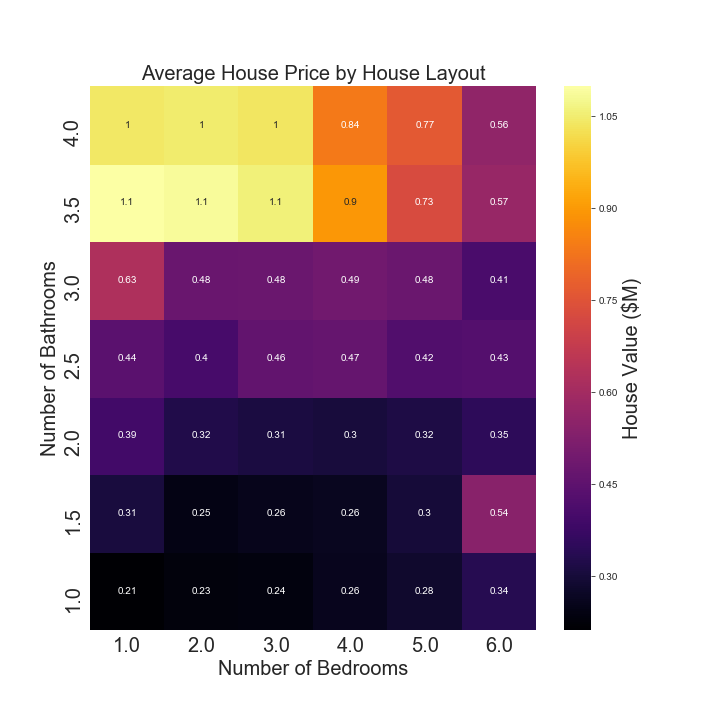 Average House Price by House Layout
4.0
1 1 1 0.84 0.77 0.56
3.5
1.1 1.1 1.1 0.9 0.73 0.57
3.0
0.63 0.48 0.48 0.49 0.48 0.41
2.5
0.44 0.4 0.46 0.47 0.42 0.43
2.0
0.39 0.32 0.31 0.3 0.32 0.35
1.5
0.31 0.25 0.26 0.26 0.3 0.54
1.0
0.21 0.23 0.24 0.26 0.28 0.34
1.0 2.0 3.0 4.0 5.0 6.0
Number of Bedrooms
Number of Bathrooms
1.05
0.90
0.75
0.60
0.45
0.30
House Value ($M)